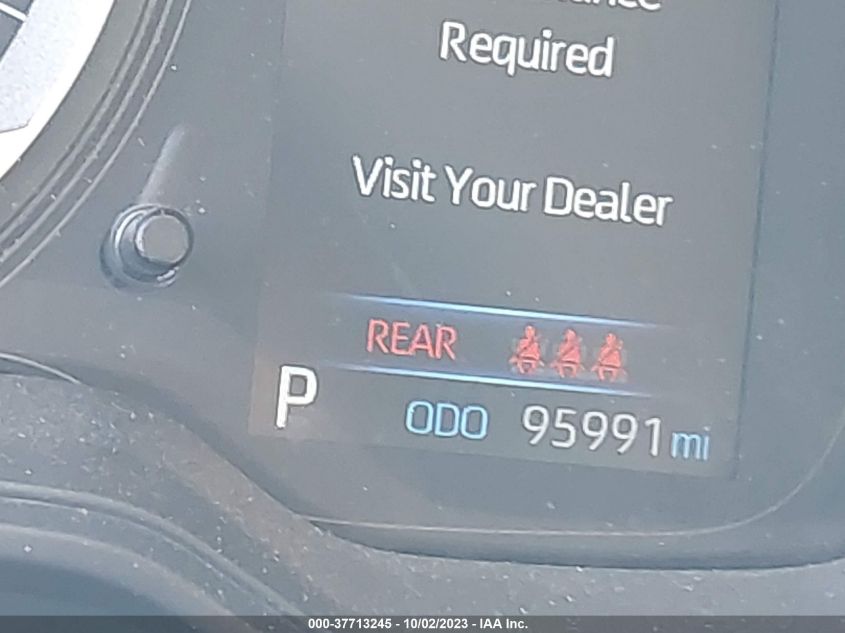 Required
Visit Your Dealer
REAR
P ODO 95991 mi
000-37713245 - 10/02/2023 - IAA Inc.